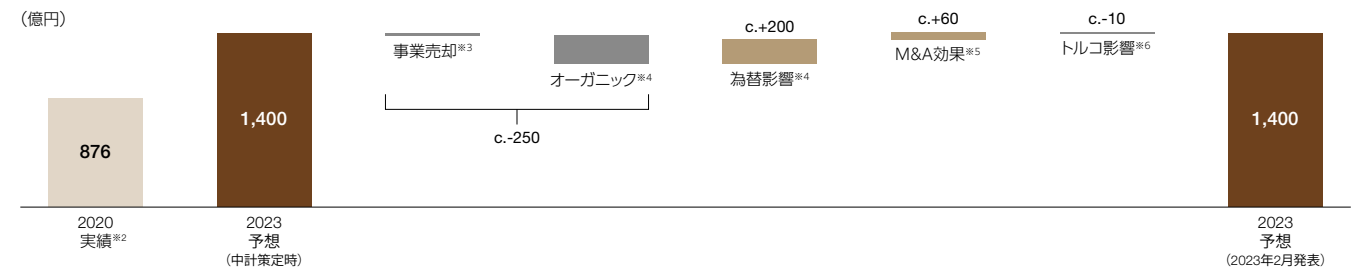 （億円）
876
2020
実績※2
1,400
2023
予想
（中計策定時）
事業売却※3
オーガニック※4
c.-250
c.+200
為替影響※4
c.+60
M&A効果※5
c.-10
トルコ影響※6
1,400
2023
予想
（2023年2月発表）